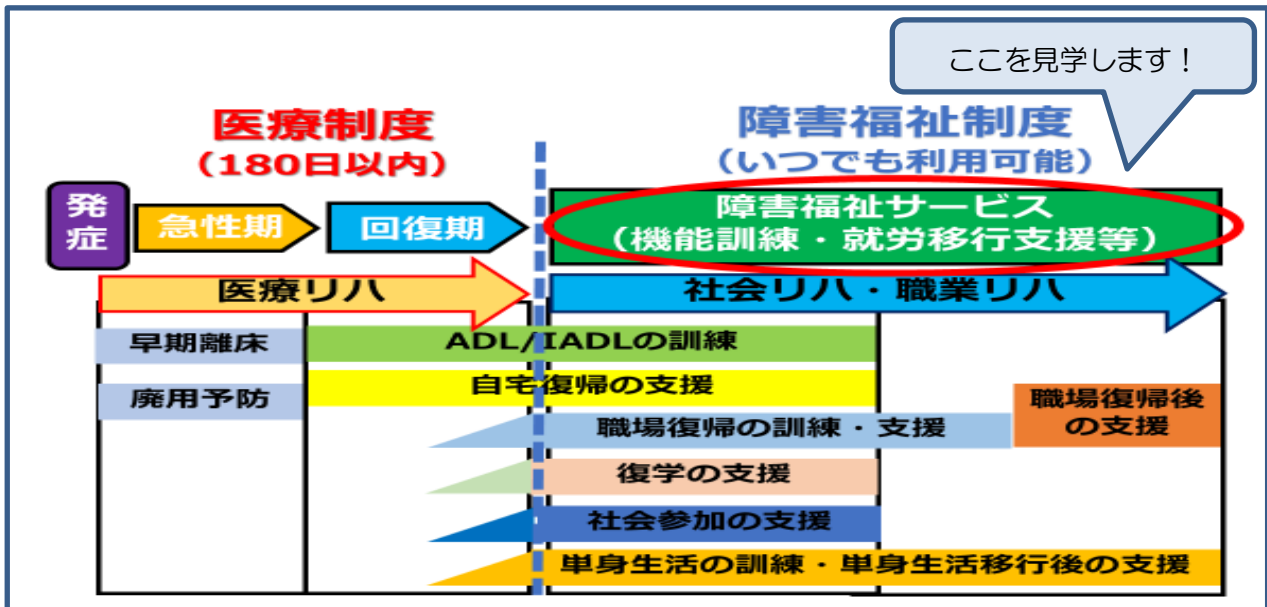 ここを見学します！
医療制度
（180日以内）
障害福祉制度
（いつでも利用可能）
発症
急性期
回復期
障害福祉サービス
（機能訓練・就労移行支援等）
医療リハ
社会リハ・職業リハ
早期離床
ADL/IADLの訓練
廃用予防
自宅復帰の支援
職場復帰の訓練・支援
職場復帰後
の支援
復学の支援
社会参加の支援
単身生活の訓練・単身生活移行後の支援